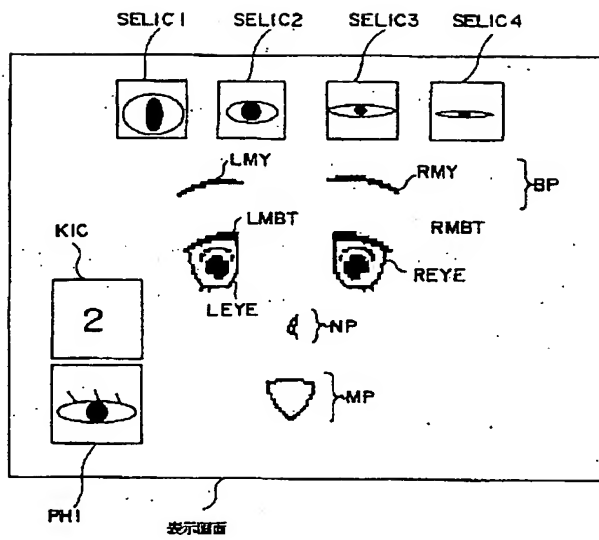 SELIC1 SELIC2 SELIC3 SELIC4
LMY RMY BP
KIC LMBT RMBT
LEYE REYE
2 NP
MP
PH1
表示画面